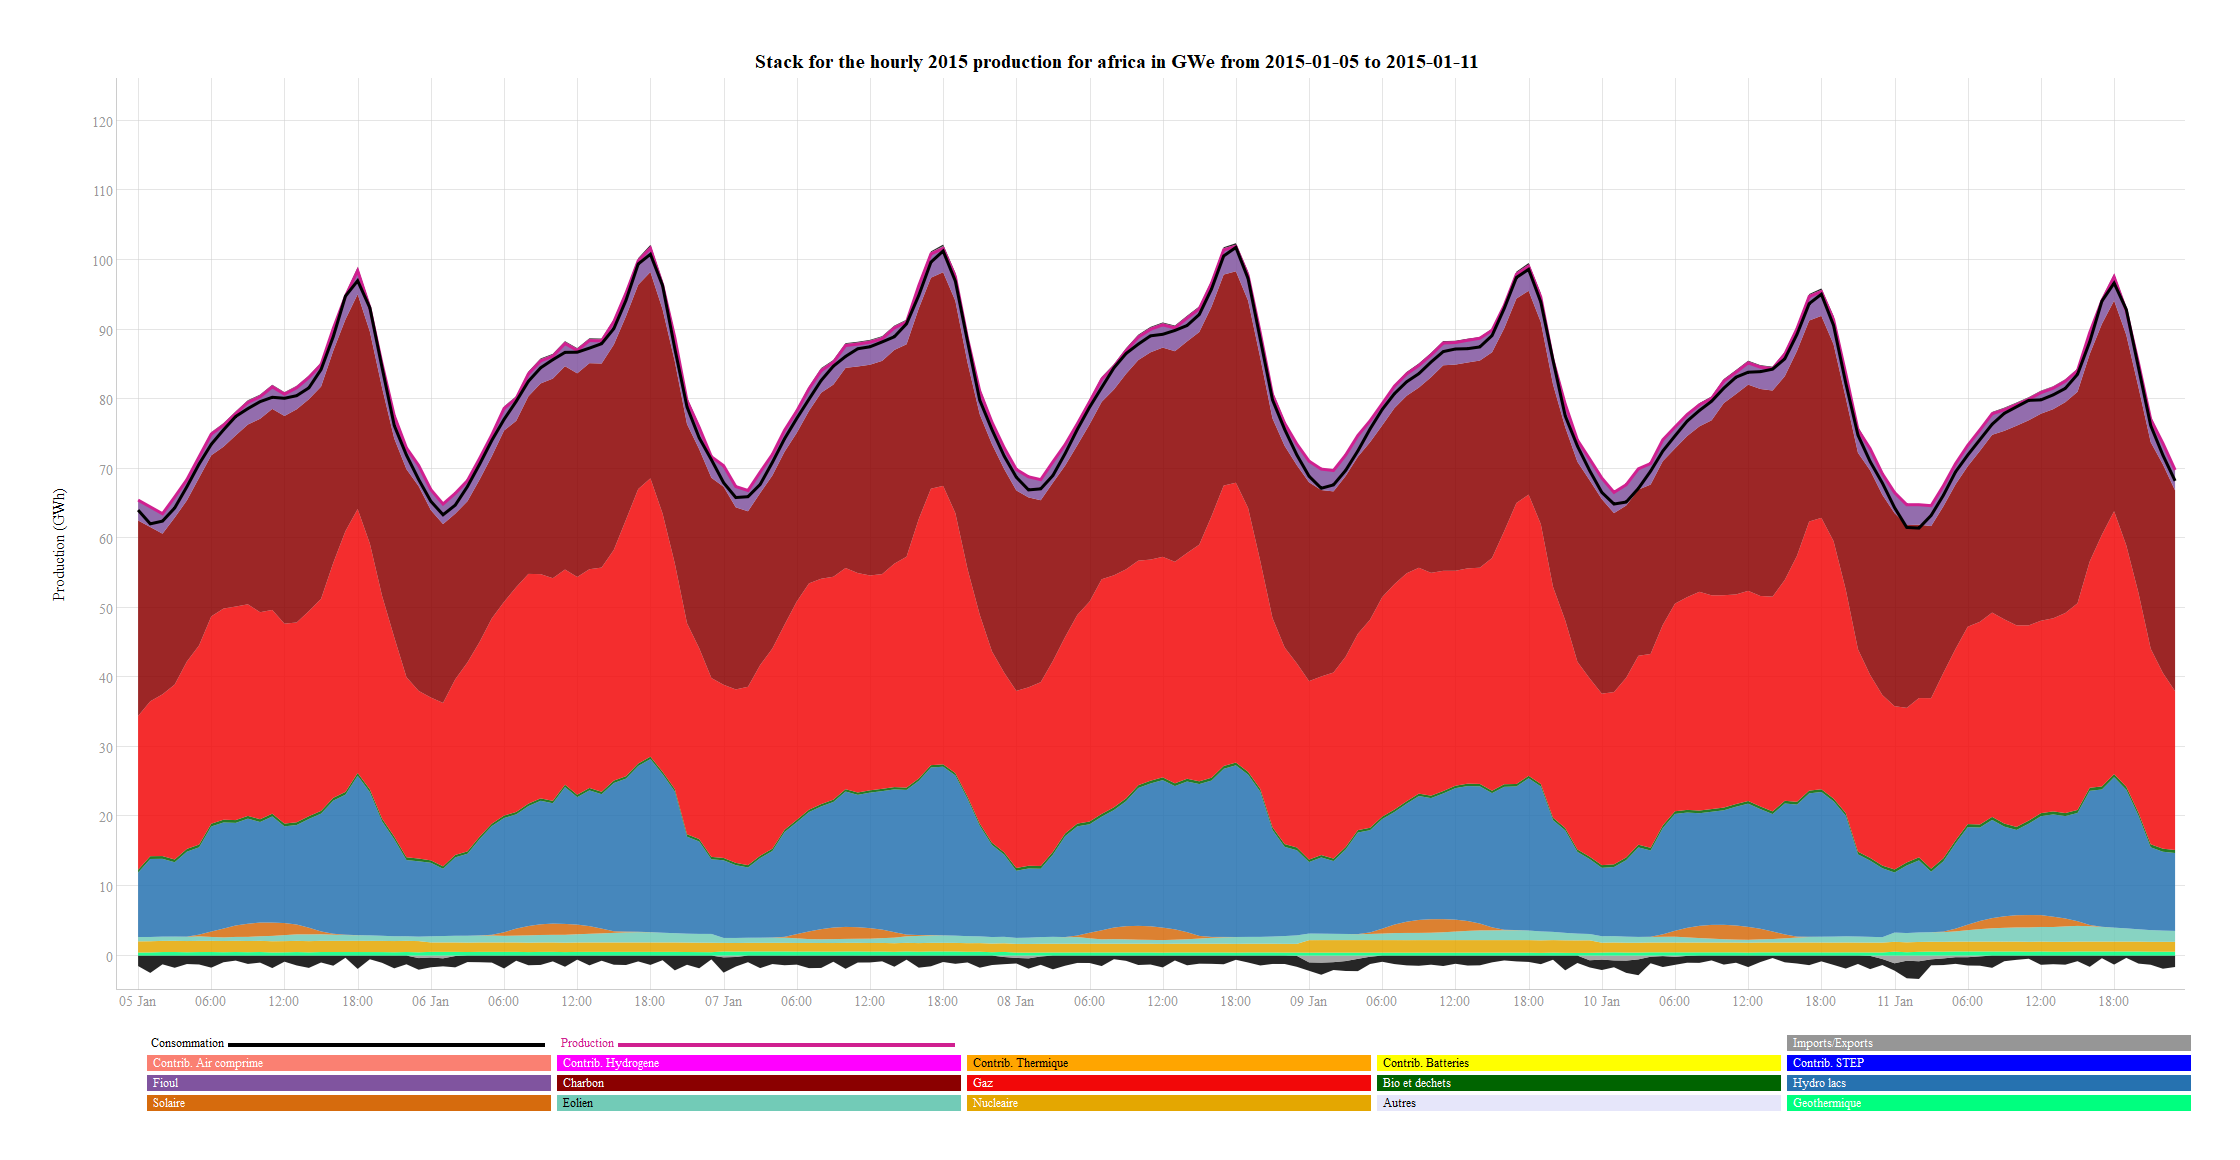 Stack for the hourly 2015 production for africa in GWe from 2015-01-05 to 2015-01-11
120
110
100
90
80
70
60
50
40
30
20
10
0
Production (GWh)
05 Jan 06:00 12:00 18:00 06 Jan 06:00 12:00 18:00 07 Jan 06:00 12:00 18:00 08 Jan 06:00 12:00 18:00 09 Jan 06:00 12:00 18:00 10 Jan 06:00 12:00 18:00 11 Jan 06:00 12:00 18:00
Consommation Production Imports/Exports
Contrib. Air comprime Contrib. Hydrogene Contrib. Thermique Contrib. Batteries Contrib. STEP
Fioul Charbon Gaz Bio et dechets Hydro lacs
Solaire Eolien Nucleaire Autres Geothermique